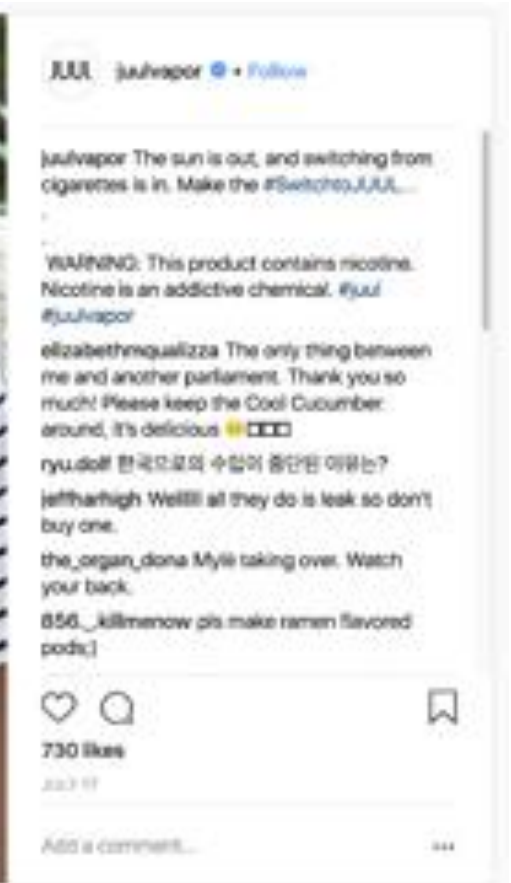 JUUL juulvapor • Follow
juulvapor The sun is out, and switching from
cigarettes is in. Make the #SwitchtoJUUL...
.
.
WARNING: This product contains nicotine.
Nicotine is an addictive chemical. #juul
#juulvapor
elizabethmqualizza The only thing between
me and another parliament. Thank you so
much! Please keep the Cool Cucumber
around, it's delicious
ryu.dolf 한국으로의 수입이 중단된 이유는?
jeffharhigh Wellllll all they do is leak so don't
buy one.
the_organ_dona Mylé taking over. Watch
your back.
856._.killmenow pls make ramen flavored
pods;)
730 likes
Add a comment...